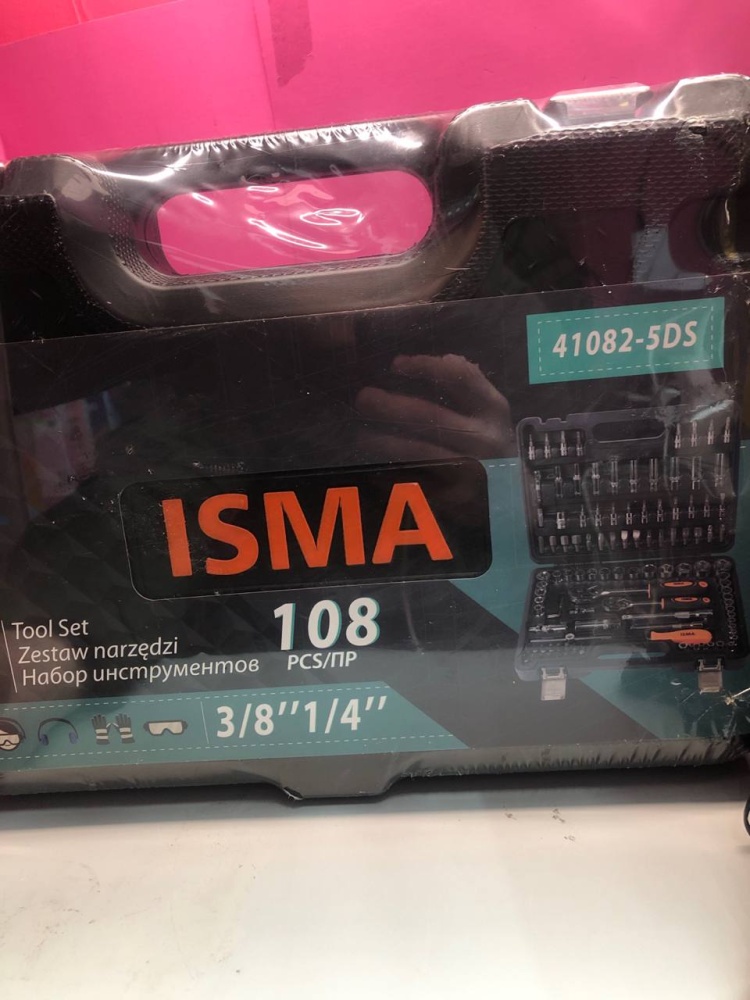 41082-5DS
ISMA
Tool Set
Zestaw narzędzi
Набор инструментов
108
PCS/ПР
3/8’’1/4’’